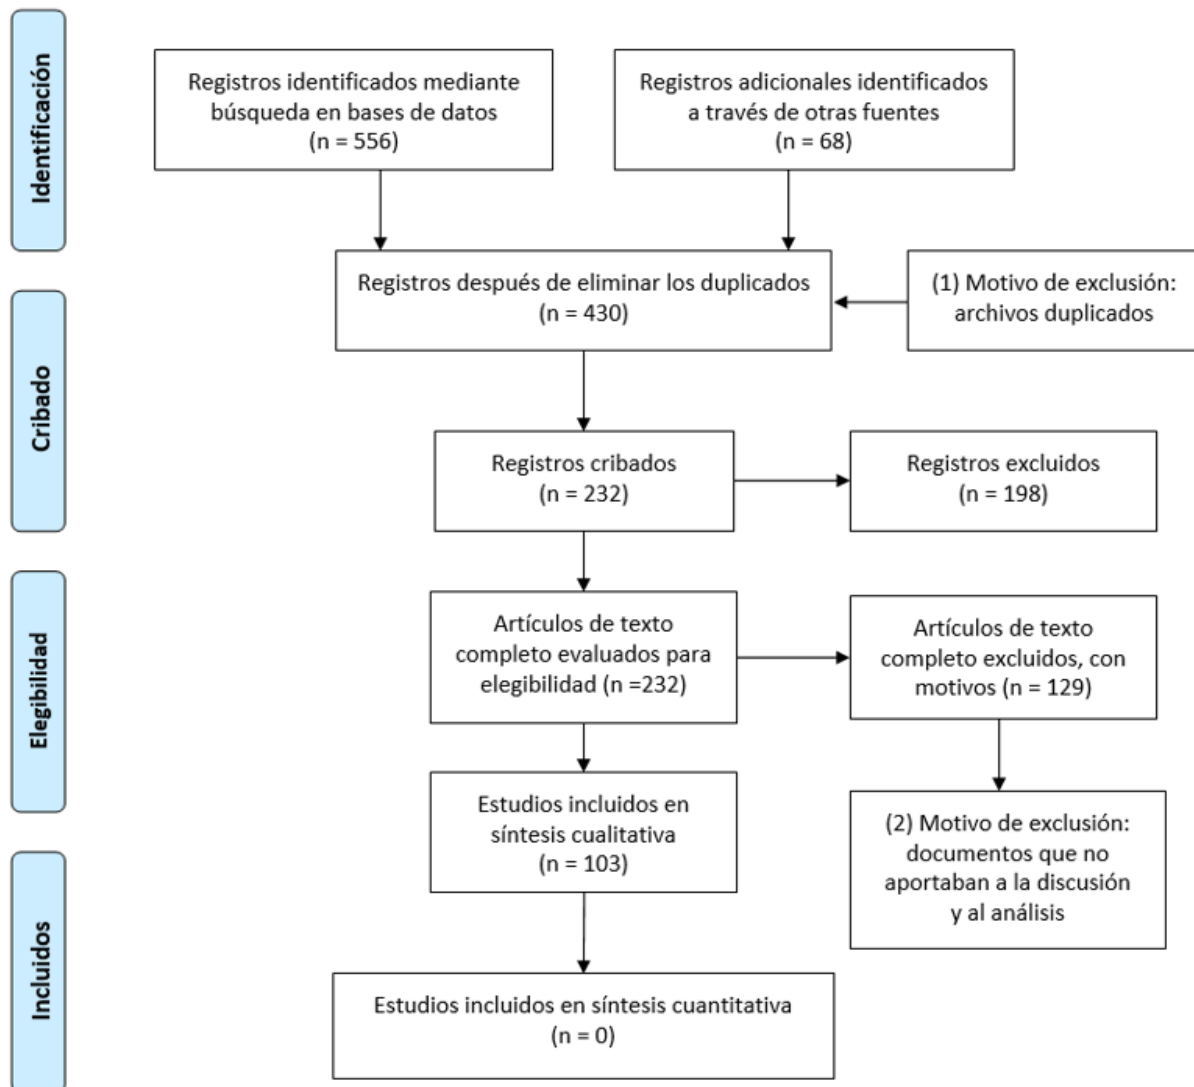 Identificación
Registros identificados mediante
búsqueda en bases de datos
(n = 556)
Registros adicionales identificados
a través de otras fuentes
(n = 68)
Registros después de eliminar los duplicados
(n = 430)
(1) Motivo de exclusión:
archivos duplicados
Cribado
Registros cribados
(n = 232)
Registros excluidos
(n = 198)
Elegibilidad
Artículos de texto
completo evaluados para
elegibilidad (n =232)
Artículos de texto
completo excluidos, con
motivos (n = 129)
Estudios incluidos en
síntesis cualitativa
(n = 103)
(2) Motivo de exclusión:
documentos que no
aportaban a la discusión
y al análisis
Incluidos
Estudios incluidos en síntesis cuantitativa
(n = 0)